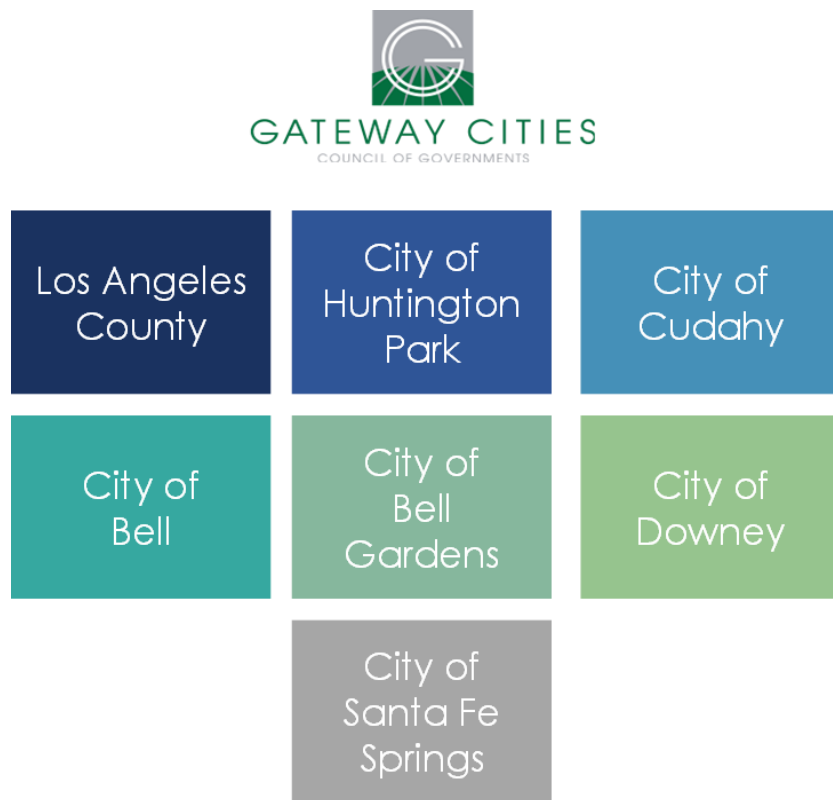 G
GATEWAY CITIES
COUNCIL OF GOVERNMENTS
Los Angeles
County
City of
Huntington
Park
City of
Cudahy
City of
Bell
City of
Bell
Gardens
City of
Downey
City of
Santa Fe
Springs